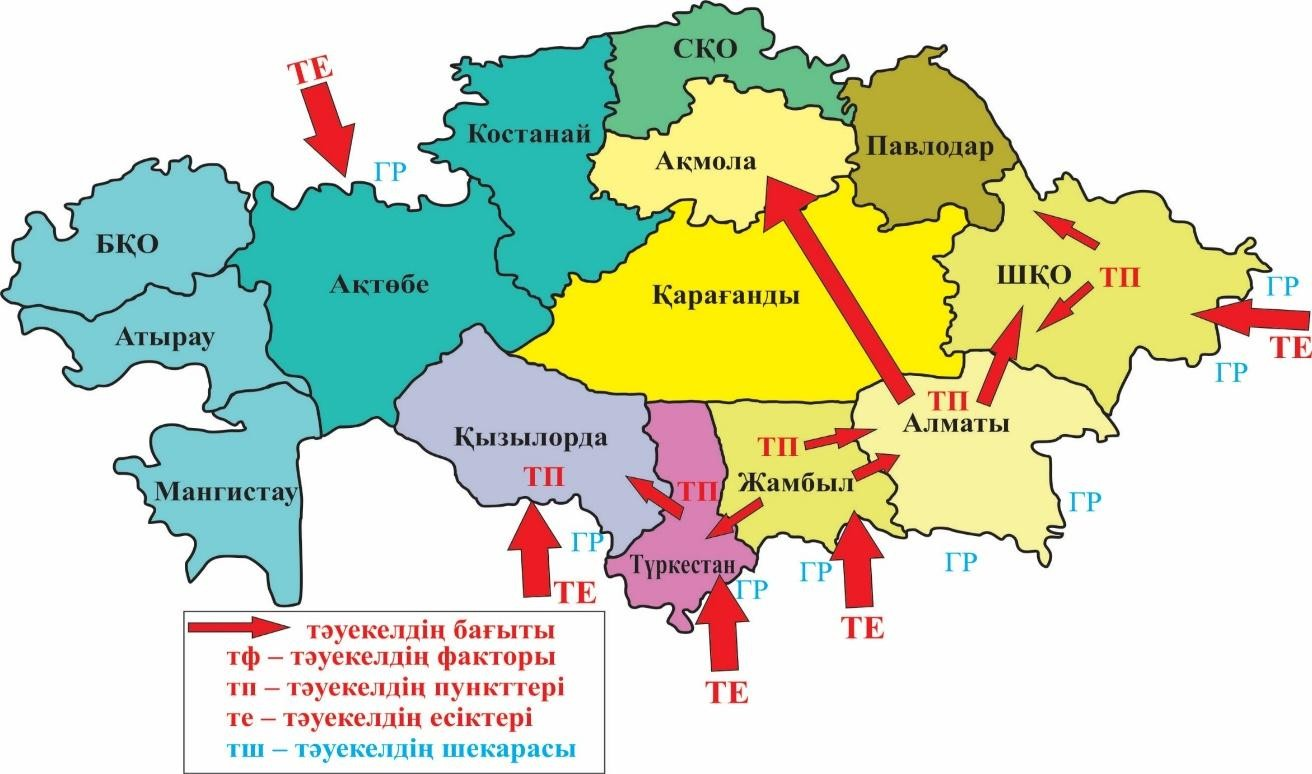 СҚО
ТЕ
Костанай
Павлодар
Ақмола
ГР
БҚО
ШҚО
ТП
ГР
Ақтөбе
Қарағанды
Атырау
ТЕ
ГР
ТП
Алматы
Қызылорда
ТП
ТП
ТП
Жамбыл
Мангистау
ГР
ГР
ГР
Түркестан
ГР
ГР
ТЕ
ТЕ
ТЕ
тәуекелдің бағыты
тф – тәуекелдің факторы
тп – тәуекелдің пункттері
те – тәуекелдің есіктері
тш – тәуекелдің шекарасы